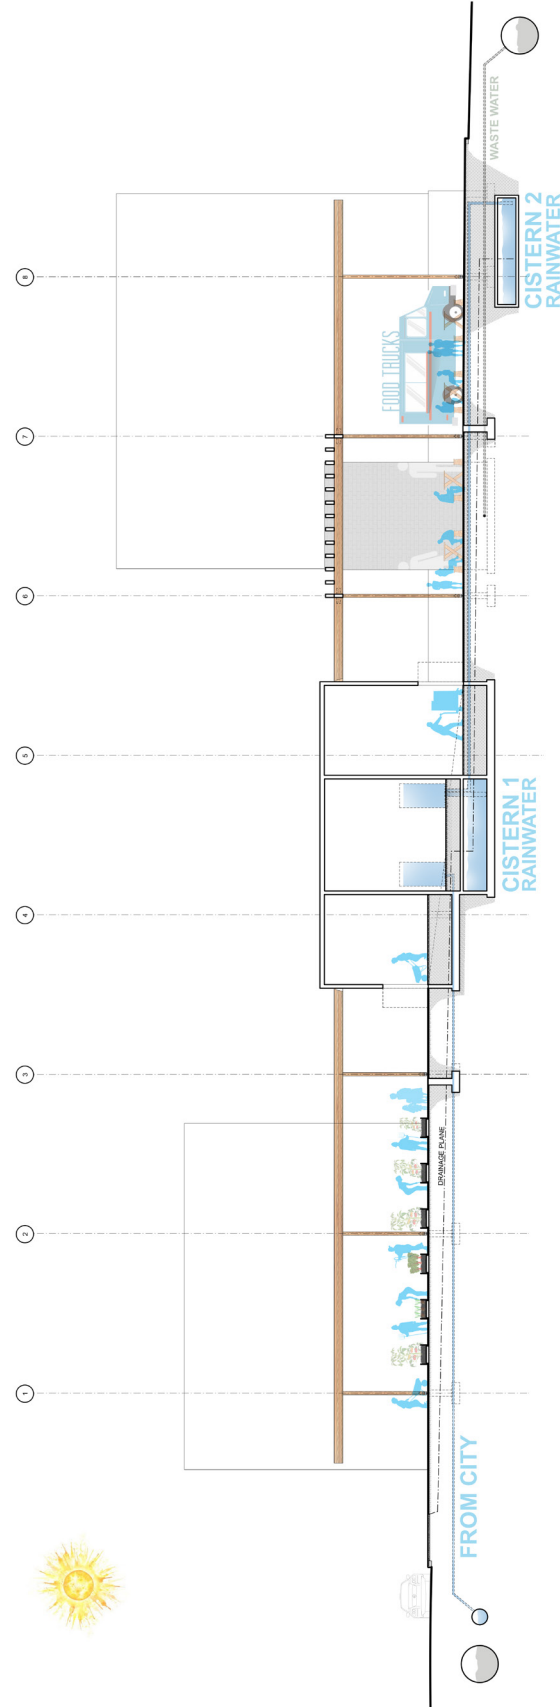 1
2
3
4
5
6
7
8
FROM CITY
DRAINAGE PLANE
CISTERN 1
RAINWATER
FOOD TRUCKS
CISTERN 2
RAINWATER
WASTE WATER